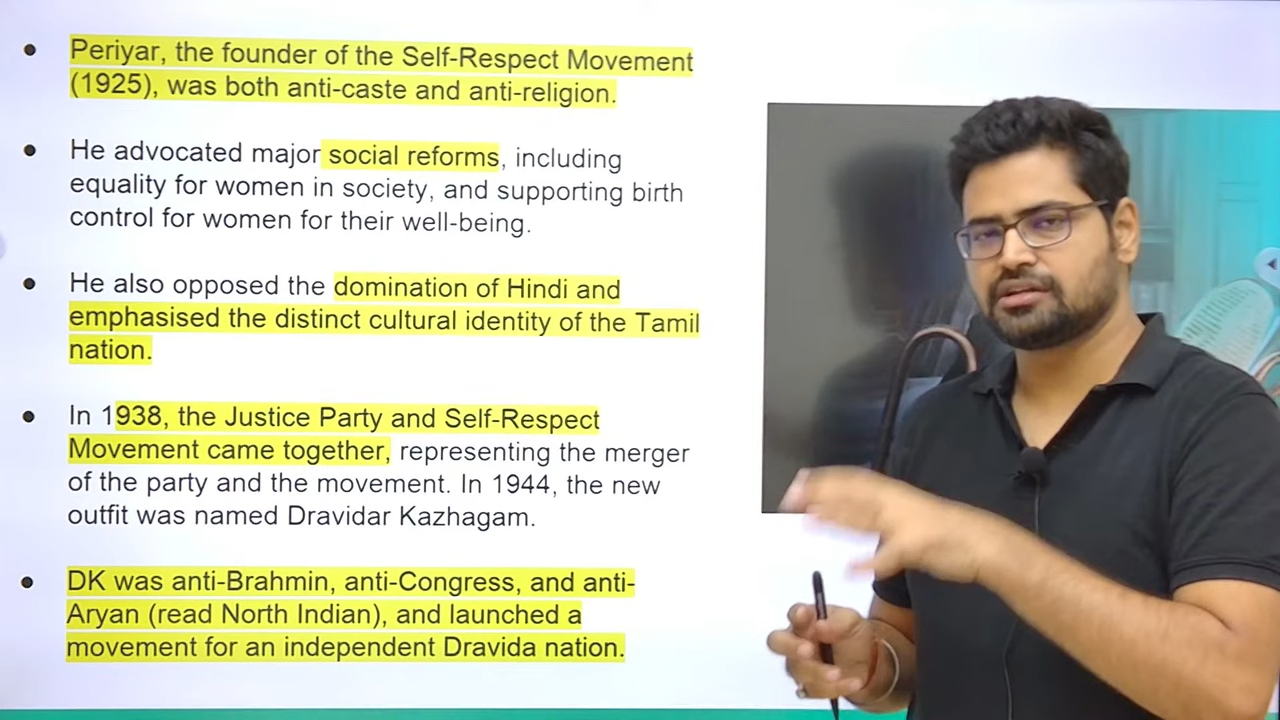 • Periyar, the founder of the Self-Respect Movement
(1925), was both anti-caste and anti-religion.
• He advocated major social reforms, including
equality for women in society, and supporting birth
control for women for their well-being.
• He also opposed the domination of Hindi and
emphasised the distinct cultural identity of the Tamil
nation.
• In 1938, the Justice Party and Self-Respect
Movement came together, representing the merger
of the party and the movement. In 1944, the new
outfit was named Dravidar Kazhagam.
• DK was anti-Brahmin, anti-Congress, and anti-
Aryan (read North Indian), and launched a
movement for an independent Dravida nation.